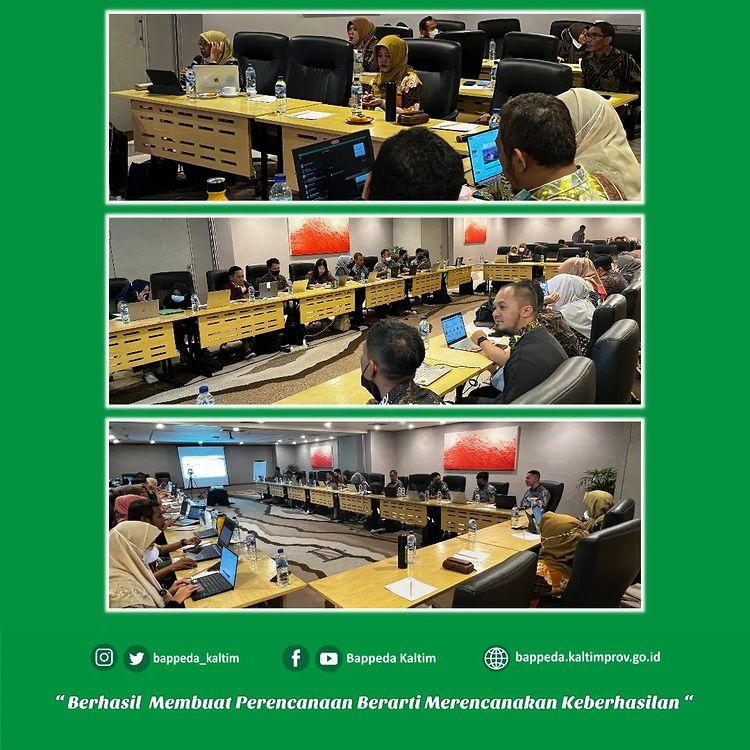 bappeda_kaltim
Bappeda Kaltim
bappeda.kaltimprov.go.id
“ Berhasil Membuat Perencanaan Berarti Merencanakan Keberhasilan “